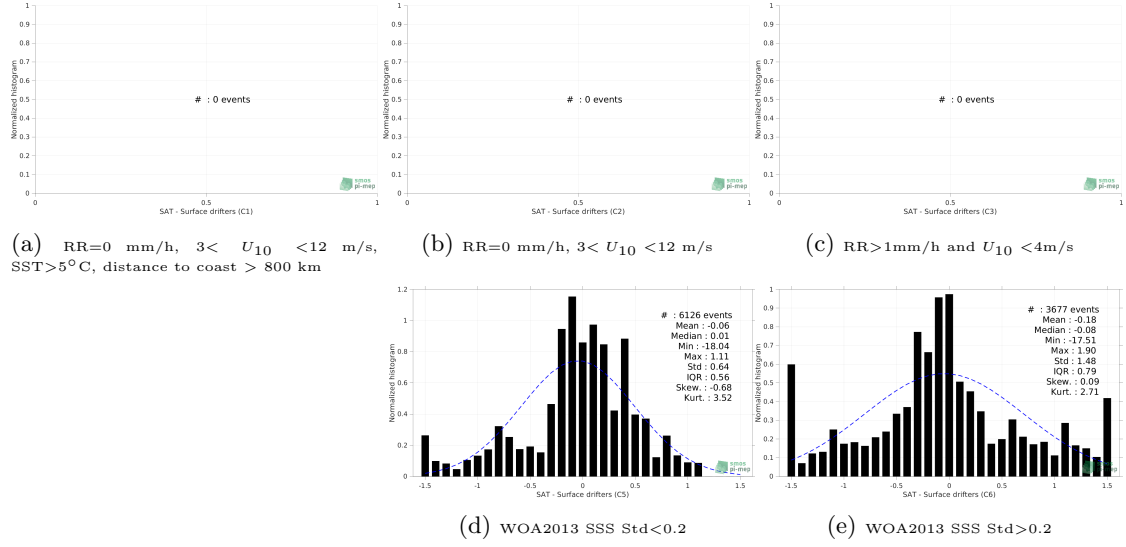 Normalized histogram
1
0.9
0.8
0.7
0.6
0.5
0.4
0.3
0.2
0.1
0
# : 0 events
smos
pi-mep
0 0.5 1
SAT - Surface drifters (C1)
Normalized histogram
1
0.9
0.8
0.7
0.6
0.5
0.4
0.3
0.2
0.1
0
# : 0 events
smos
pi-mep
0 0.5 1
SAT - Surface drifters (C2)
Normalized histogram
1
0.9
0.8
0.7
0.6
0.5
0.4
0.3
0.2
0.1
0
# : 0 events
smos
pi-mep
0 0.5 1
SAT - Surface drifters (C3)
(a) RR=0 mm/h, 3< U10 <12 m/s,
SST>5°C, distance to coast > 800 km
(b) RR=0 mm/h, 3< U10 <12 m/s
(c) RR>1mm/h and U10 <4m/s
Normalized histogram
1.2
1
0.8
0.6
0.4
0.2
0
# : 6126 events
Mean : -0.06
Median : 0.01
Min : -18.04
Max : 1.11
Std : 0.64
IQR : 0.56
Skew. : -0.68
Kurt. : 3.52
smos
pi-mep
-1.5 -1 -0.5 0 0.5 1 1.5
SAT - Surface drifters (C5)
Normalized histogram
1
0.9
0.8
0.7
0.6
0.5
0.4
0.3
0.2
0.1
0
# : 3677 events
Mean : -0.18
Median : -0.08
Min : -17.51
Max : 1.90
Std : 1.48
IQR : 0.79
Skew. : 0.09
Kurt. : 2.71
smos
pi-mep
-1.5 -1 -0.5 0 0.5 1 1.5
SAT - Surface drifters (C6)
(d) WOA2013 SSS Std<0.2
(e) WOA2013 SSS Std>0.2